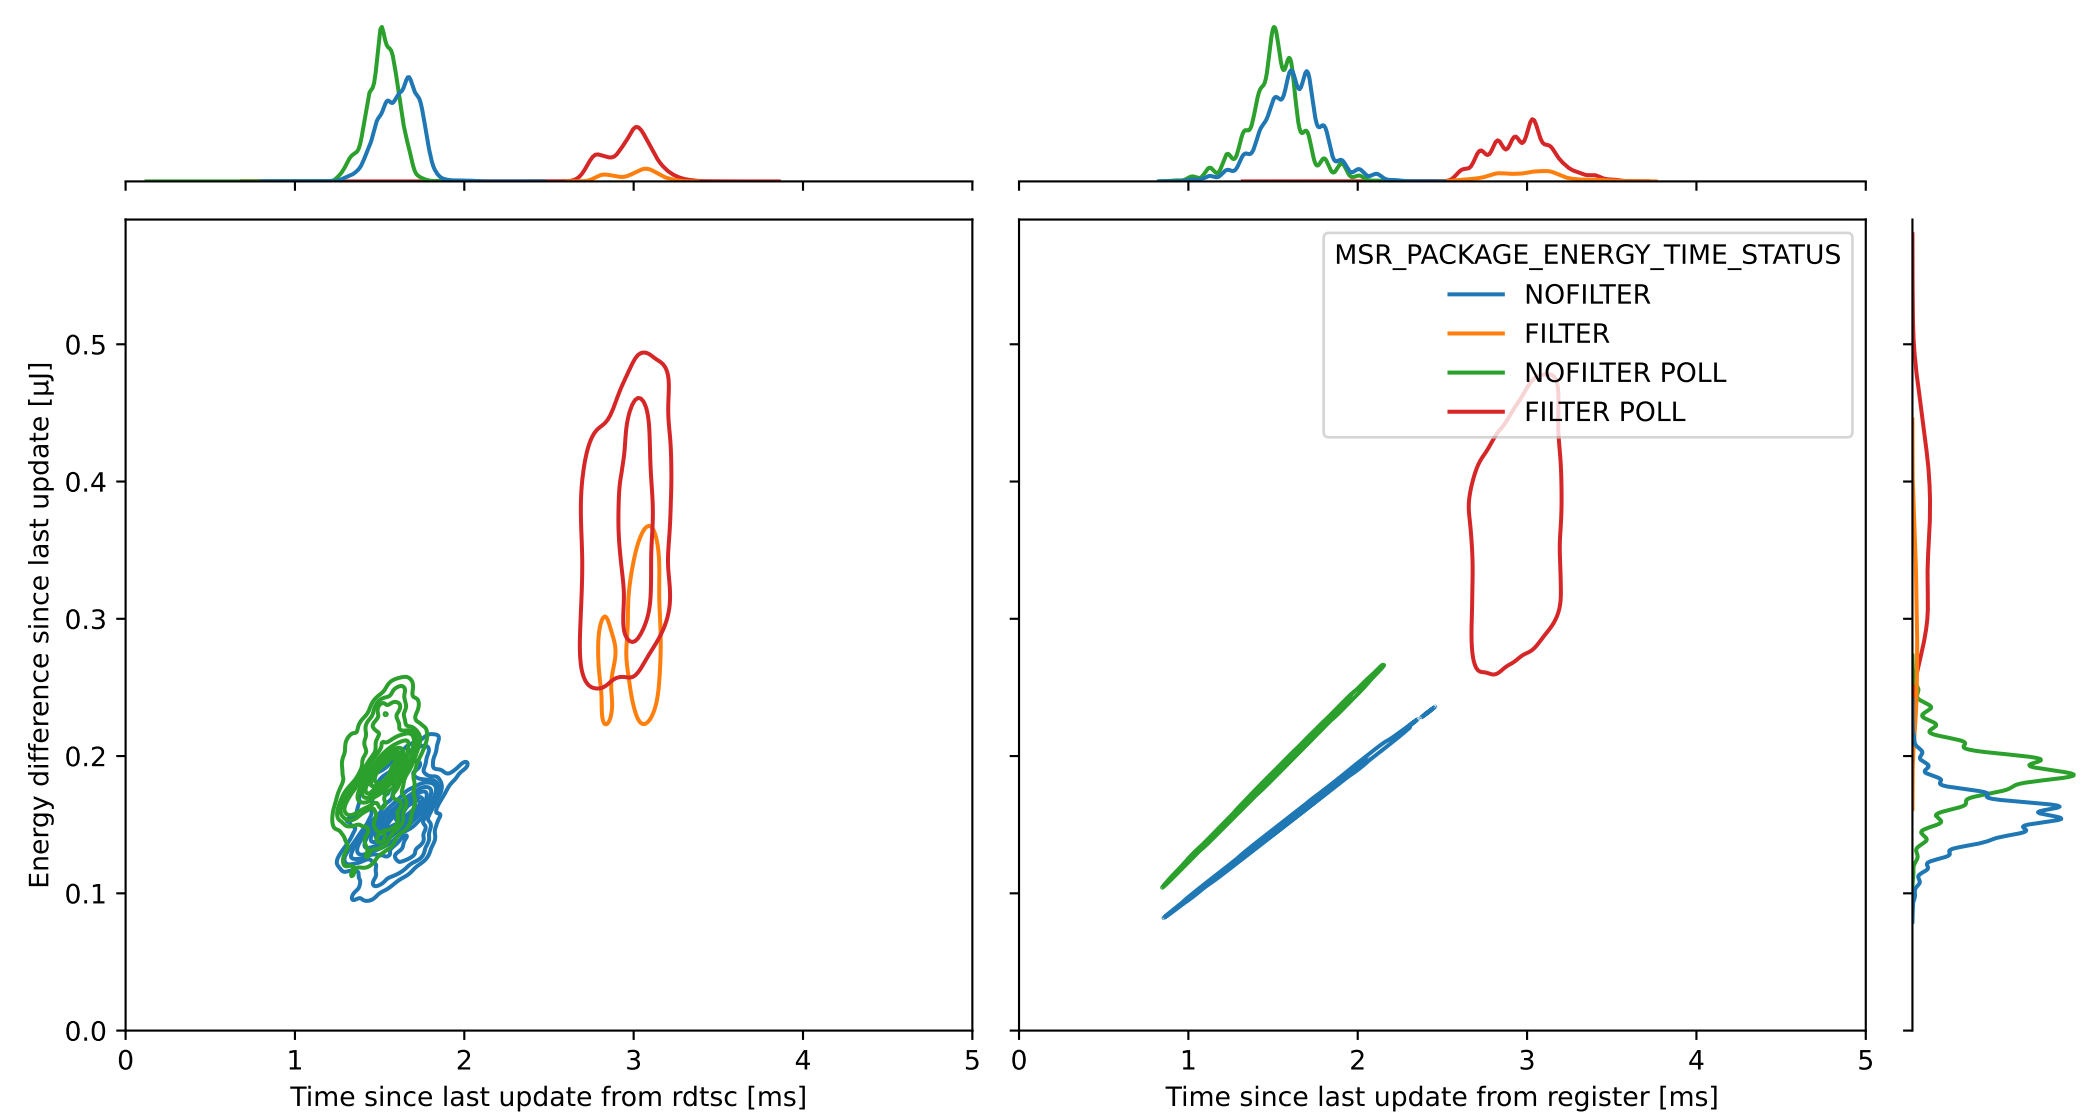 MSR_PACKAGE_ENERGY_TIME_STATUS
NOFILTER
FILTER
NOFILTER POLL
FILTER POLL
Energy difference since last update [µJ]
0.5
0.4
0.3
0.2
0.1
0.0
0 1 2 3 4 5
0 1 2 3 4 5
Time since last update from rdtsc [ms]
Time since last update from register [ms]